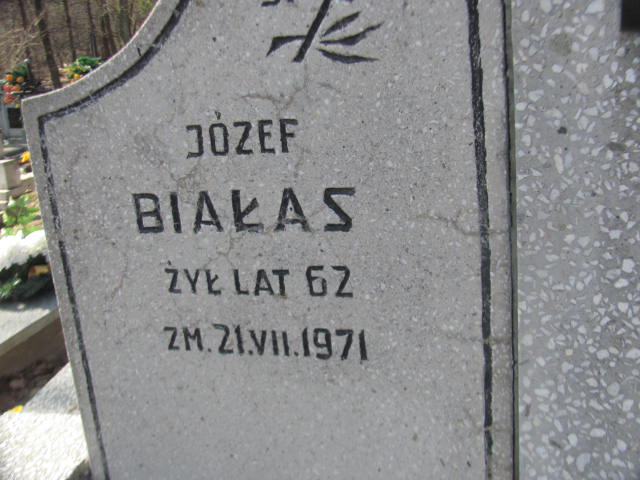 JÓZEF
BIAŁAS
ŻYŁ LAT 62
ZM. 21.VII.1971